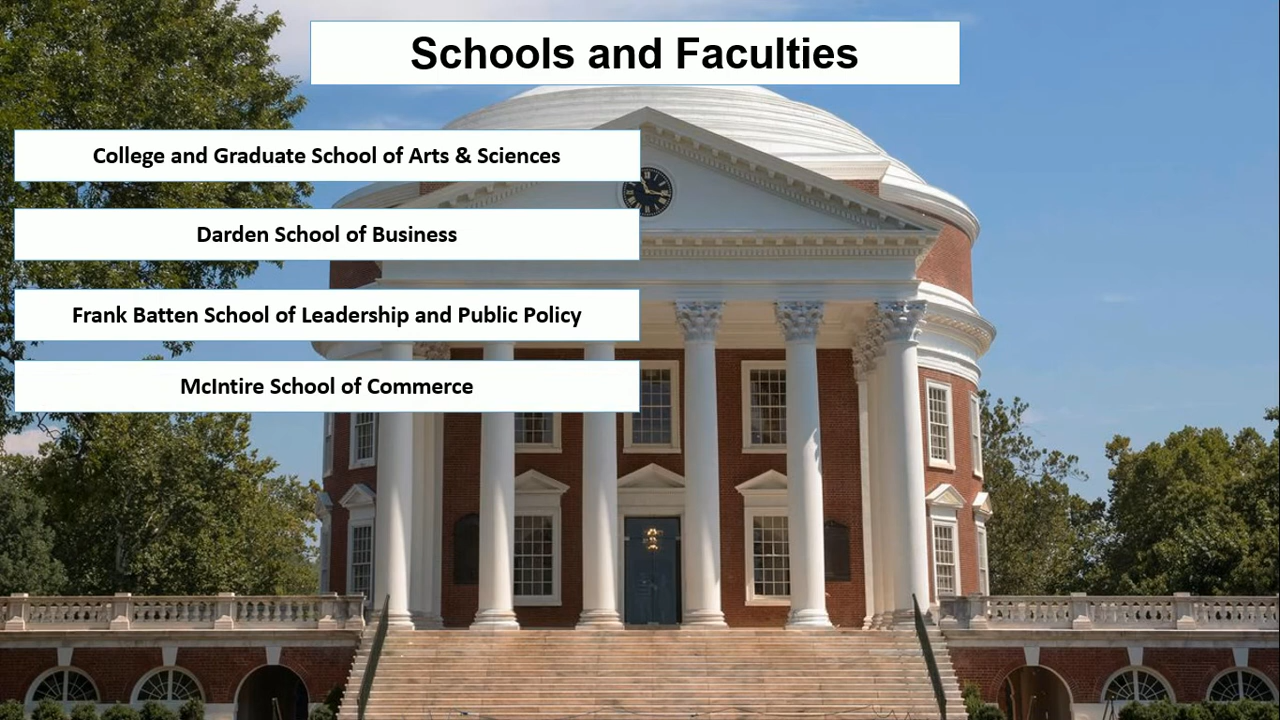 Schools and Faculties
College and Graduate School of Arts & Sciences
Darden School of Business
Frank Batten School of Leadership and Public Policy
McIntire School of Commerce